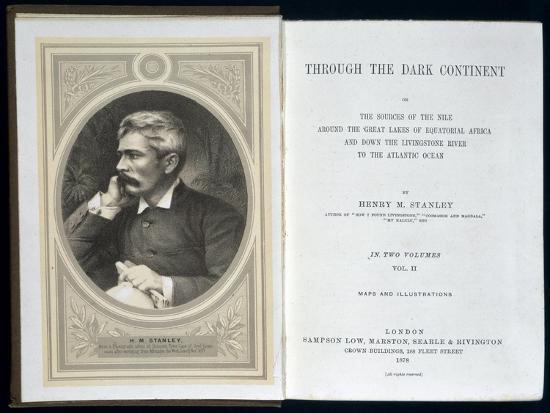 H. M. STANLEY.
THROUGH THE DARK CONTINENT
OR
THE SOURCES OF THE NILE
AROUND THE GREAT LAKES OF EQUATORIAL AFRICA
AND DOWN THE LIVINGSTONE RIVER
TO THE ATLANTIC OCEAN
BY
HENRY M. STANLEY
AUTHOR OF "HOW I FOUND LIVINGSTONE," "COOMASSIE AND MAGDALA,"
"MY KALULU," ETC
IN TWO VOLUMES
VOL. II
MAPS AND ILLUSTRATIONS
LONDON
SAMPSON LOW, MARSTON, SEARLE & RIVINGTON
CROWN BUILDINGS, 188 FLEET STREET
1878
[All rights reserved]